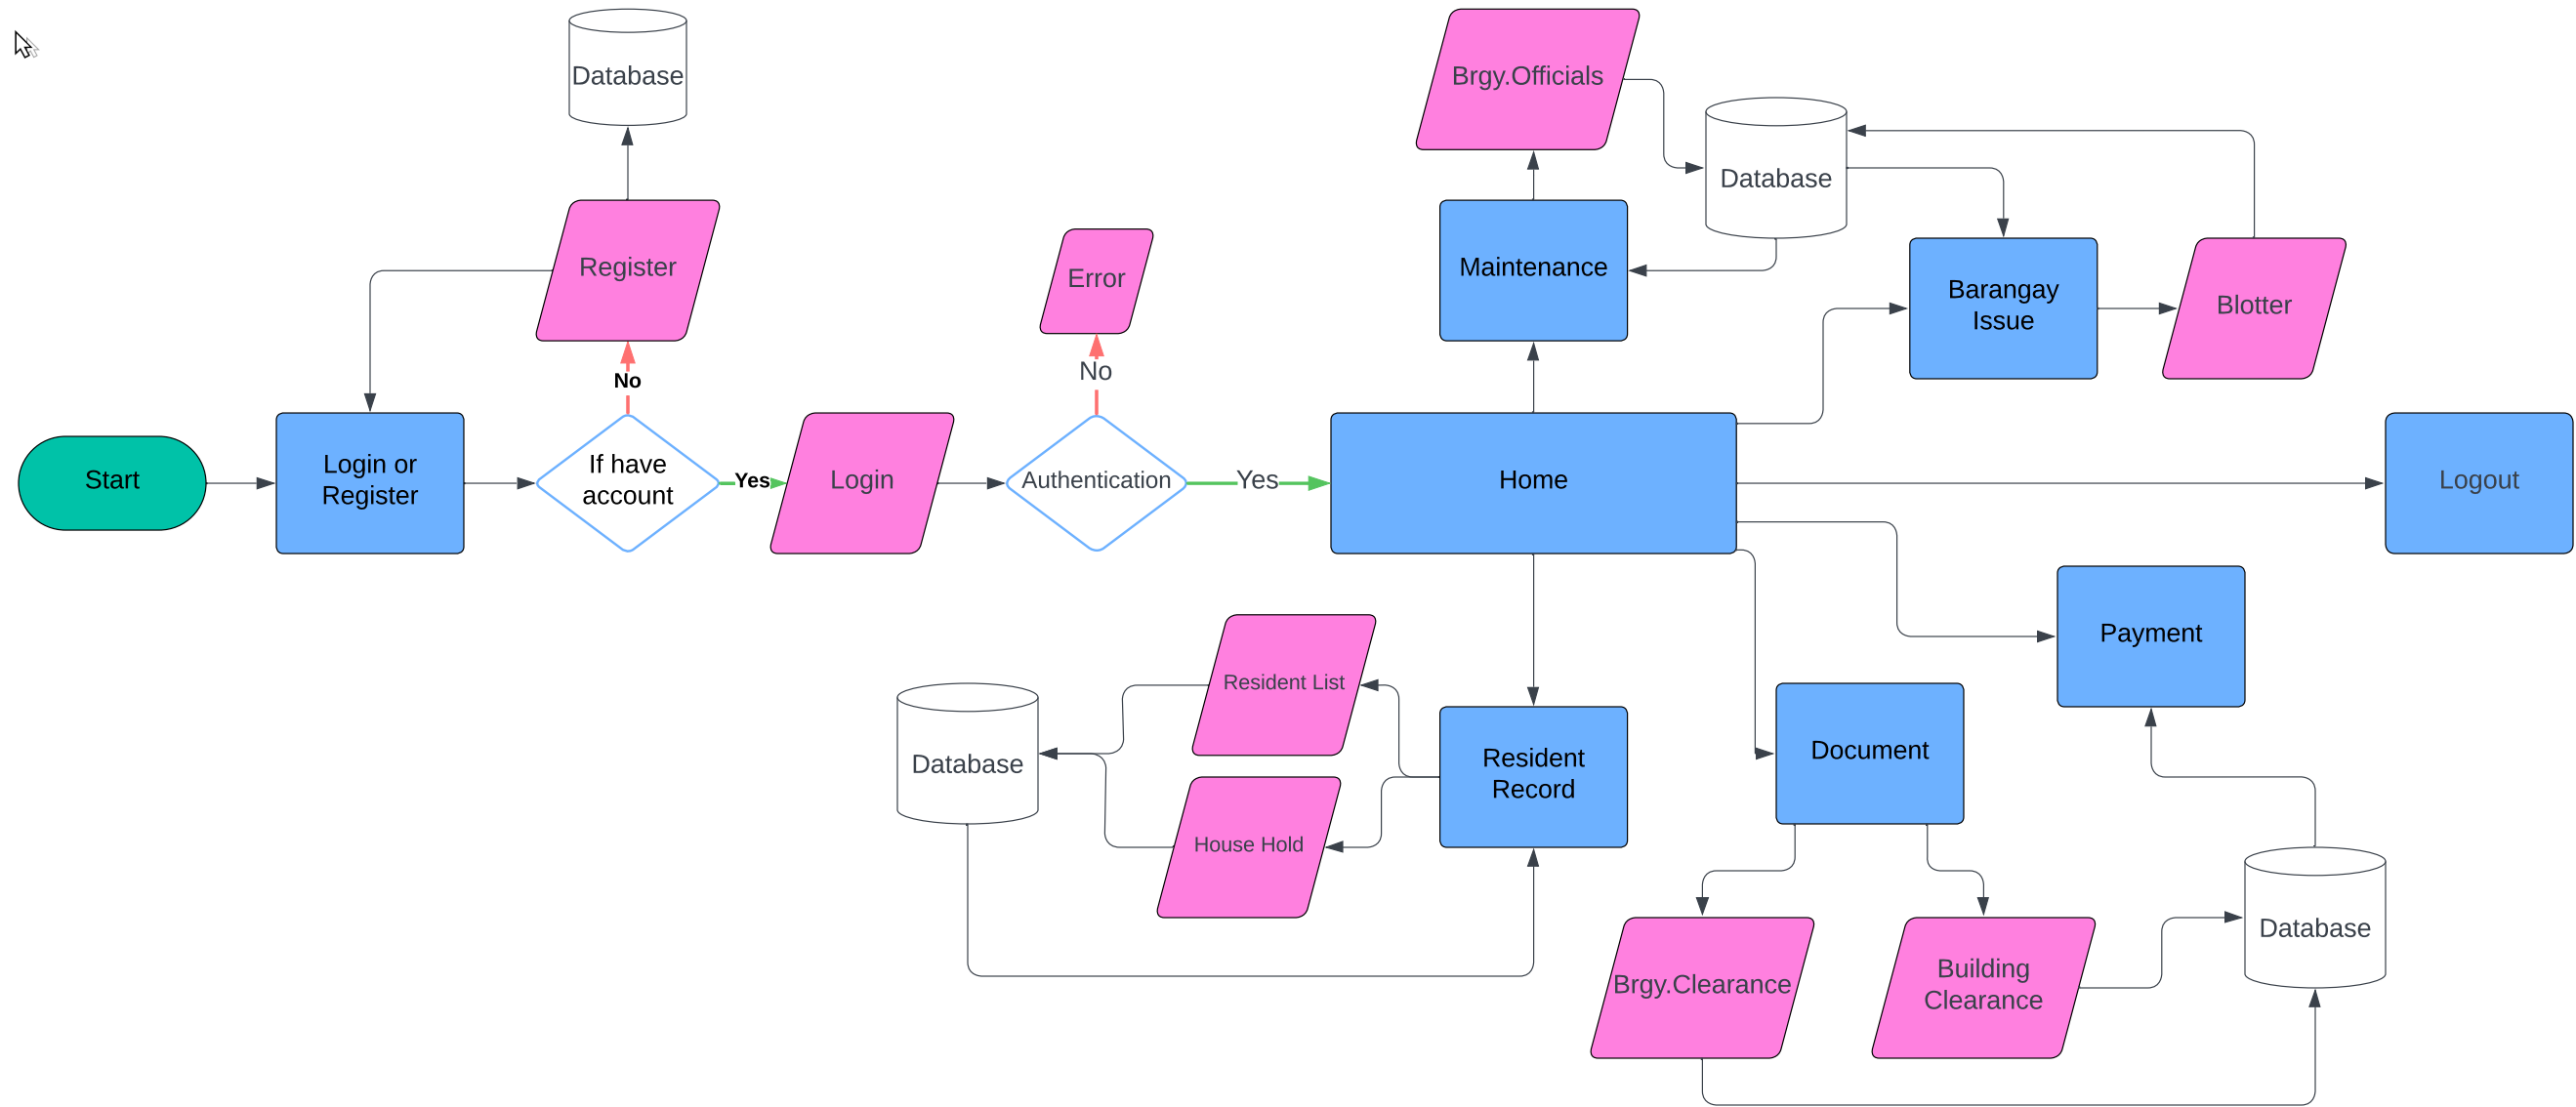 Database
Brgy.Officials
Database
Register
Error
Maintenance
Barangay
Issue
Blotter
No
No
Start
Login or
Register
If have
account
Yes
Login
Authentication
Yes
Home
Logout
Payment
Resident List
Database
Resident
Record
Document
House Hold
Database
Brgy.Clearance
Building
Clearance